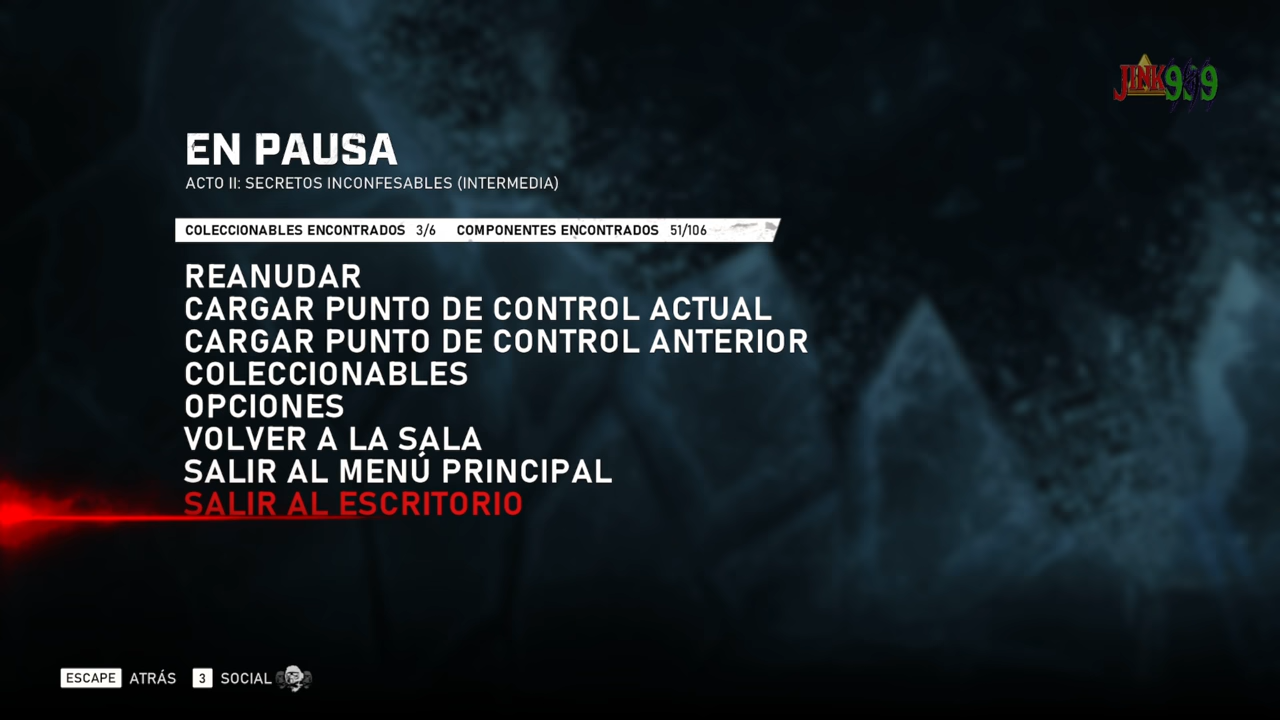 JINK999
EN PAUSA
ACTO II: SECRETOS INCONFESABLES (INTERMEDIA)
COLECCIONABLES ENCONTRADOS 3/6 COMPONENTES ENCONTRADOS 51/106
REANUDAR
CARGAR PUNTO DE CONTROL ACTUAL
CARGAR PUNTO DE CONTROL ANTERIOR
COLECCIONABLES
OPCIONES
VOLVER A LA SALA
SALIR AL MENÚ PRINCIPAL
SALIR AL ESCRITORIO
ESCAPE ATRÁS 3 SOCIAL